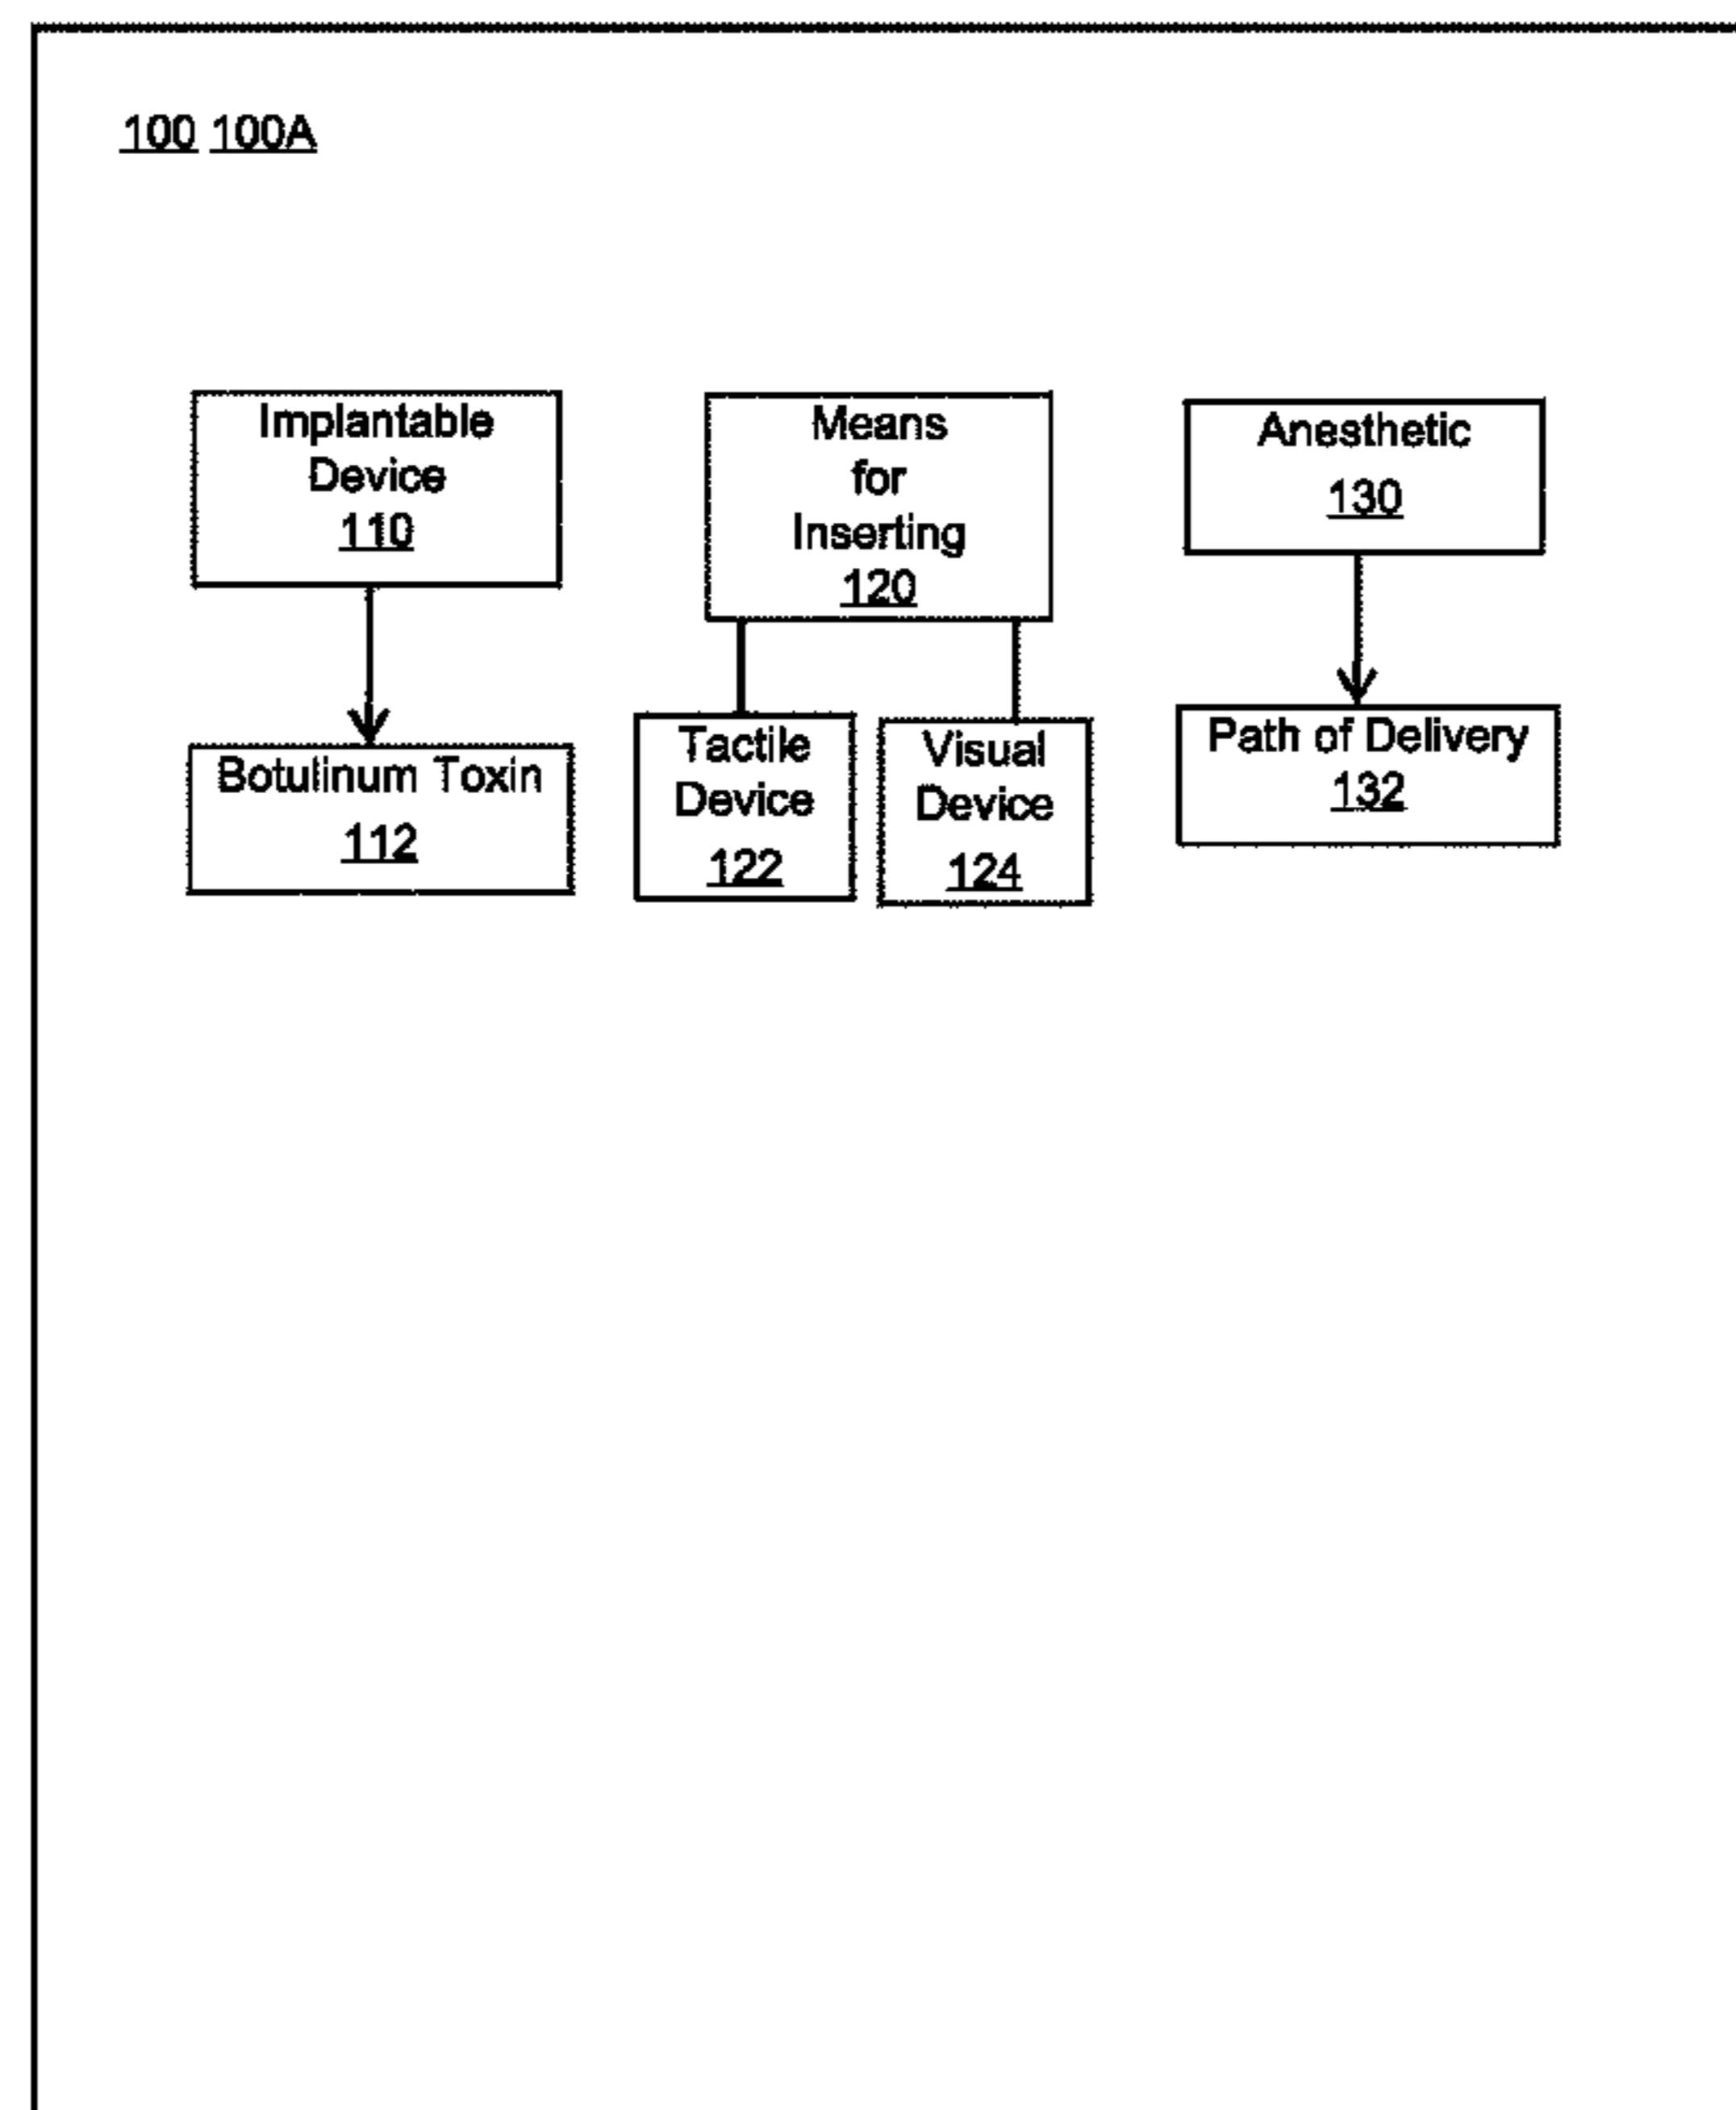 100 100A
Implantable
Device
110
Means
for
Inserting
120
Anesthetic
130
Botulinum Toxin
112
Tactile
Device
122
Visual
Device
124
Path of Delivery
132